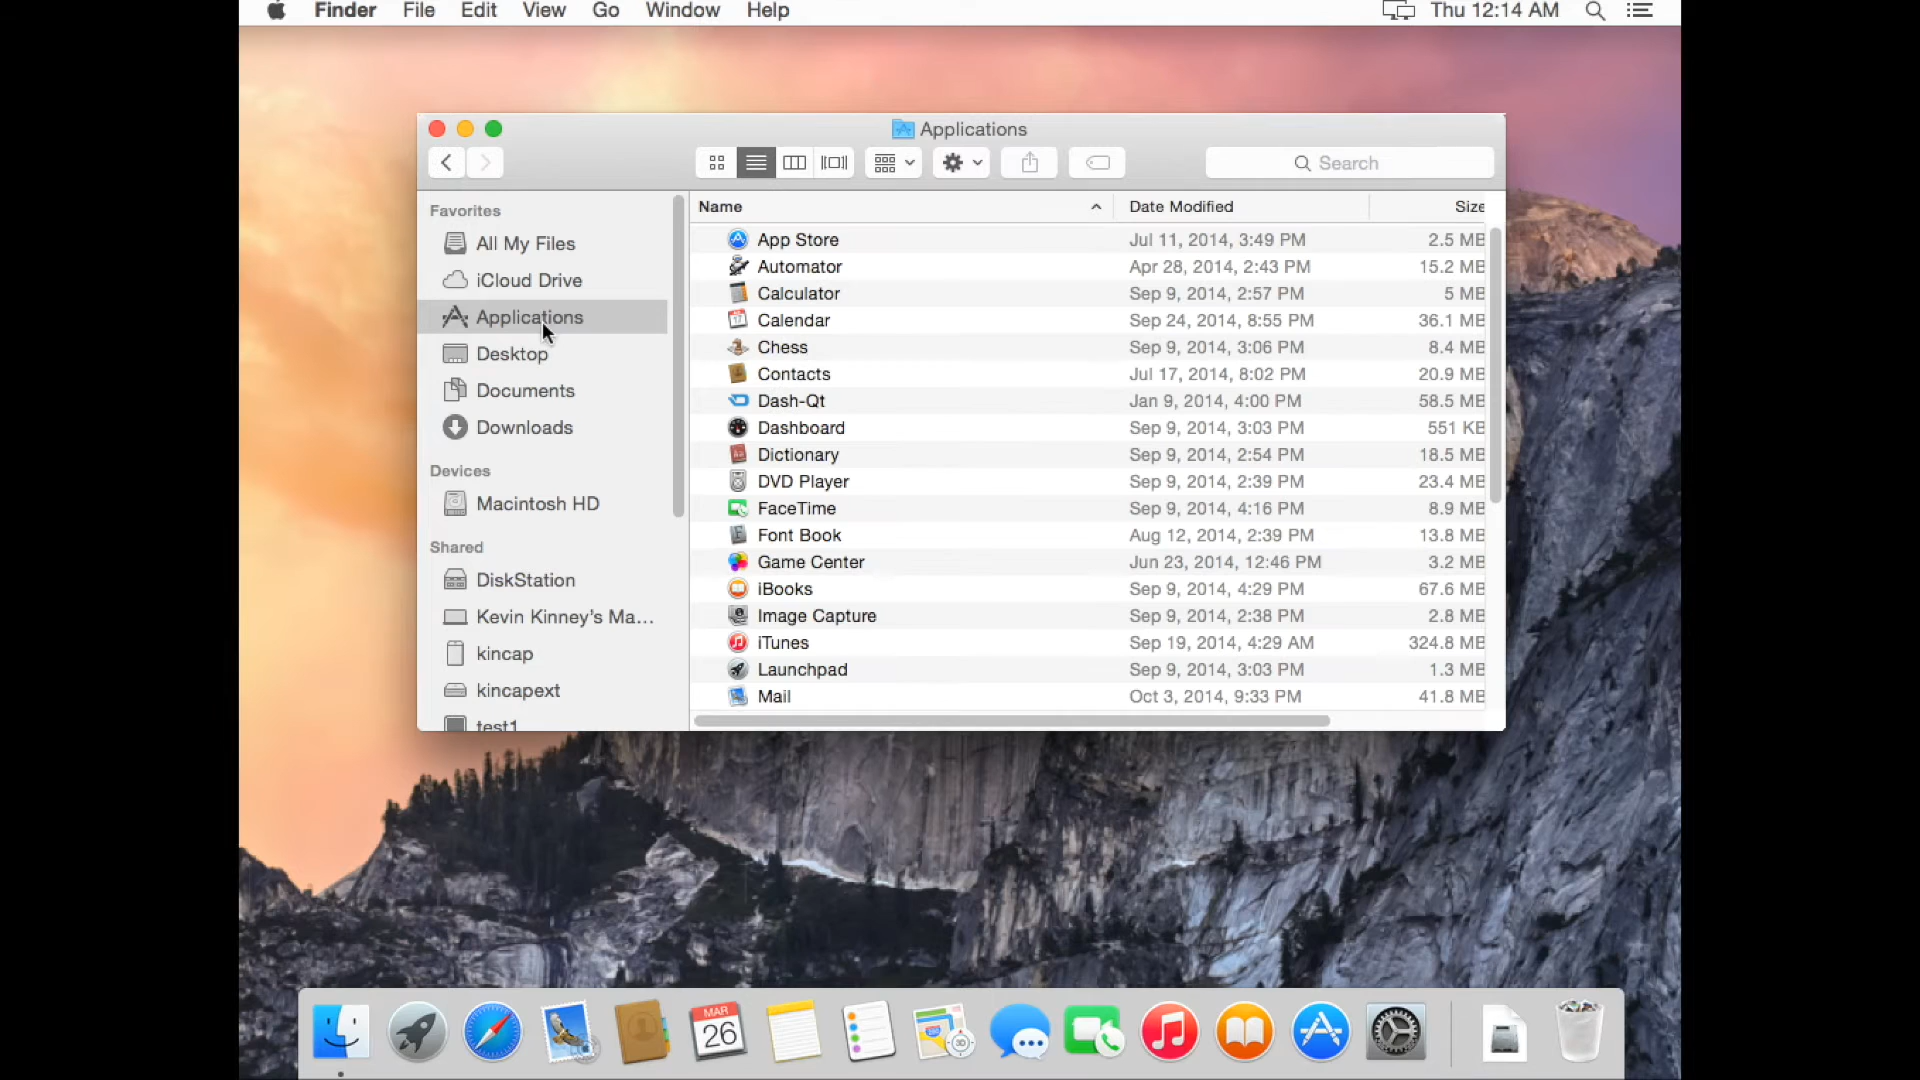 Finder File Edit View Go Window Help Thu 12:14 AM
Applications
Search
Favorites
All My Files
iCloud Drive
Applications
Desktop
Documents
Downloads
Devices
Macintosh HD
Shared
DiskStation
Kevin Kinney's Ma...
kincap
kincapext
test1
Name Date Modified Size
App Store Jul 11, 2014, 3:49 PM 2.5 MB
Automator Apr 28, 2014, 2:43 PM 15.2 MB
Calculator Sep 9, 2014, 2:57 PM 5 MB
Calendar Sep 24, 2014, 8:55 PM 36.1 MB
Chess Sep 9, 2014, 3:06 PM 8.4 MB
Contacts Jul 17, 2014, 8:02 PM 20.9 MB
Dash-Qt Jan 9, 2014, 4:00 PM 58.5 MB
Dashboard Sep 9, 2014, 3:03 PM 551 KB
Dictionary Sep 9, 2014, 2:54 PM 18.5 MB
DVD Player Sep 9, 2014, 2:39 PM 23.4 MB
FaceTime Sep 9, 2014, 4:16 PM 8.9 MB
Font Book Aug 12, 2014, 2:39 PM 13.8 MB
Game Center Jun 23, 2014, 12:46 PM 3.2 MB
iBooks Sep 9, 2014, 4:29 PM 67.6 MB
Image Capture Sep 9, 2014, 2:38 PM 2.8 MB
iTunes Sep 19, 2014, 4:29 AM 324.8 MB
Launchpad Sep 9, 2014, 3:03 PM 1.3 MB
Mail Oct 3, 2014, 9:33 PM 41.8 MB
MAR
26
3D